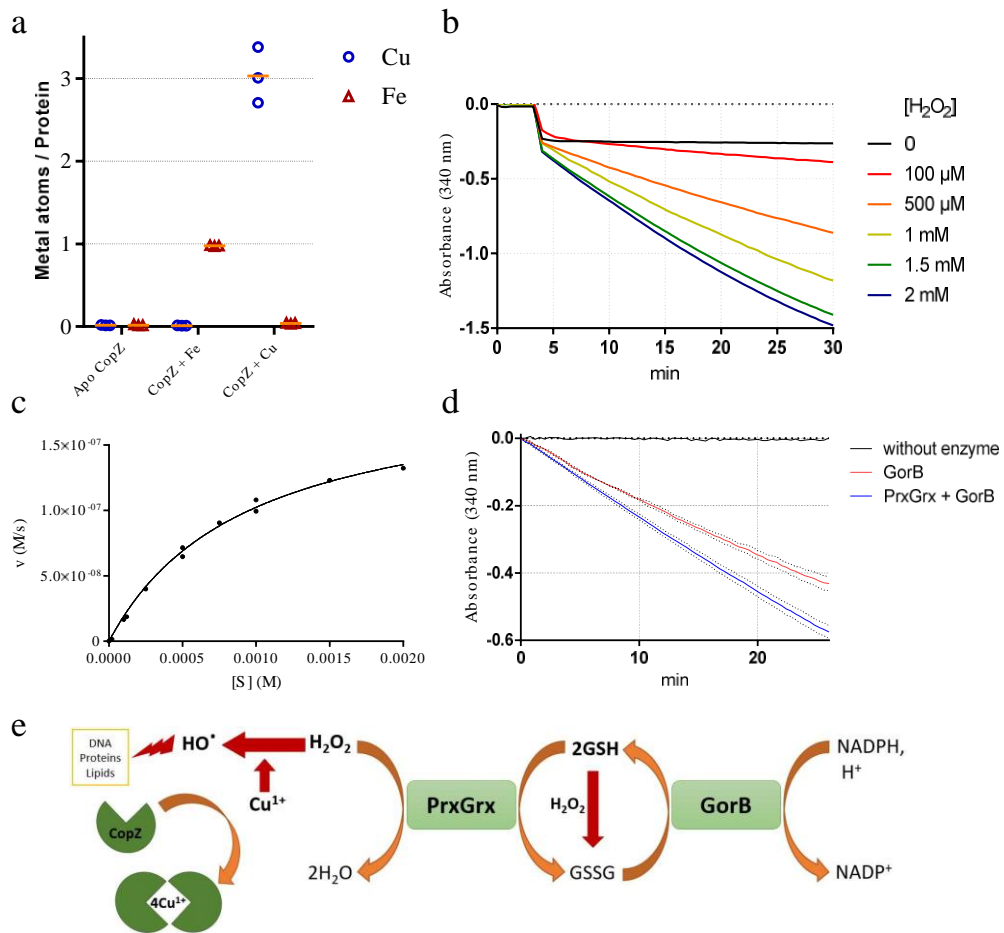 a
Metal atoms / Protein
3
2
1
0
Apo CopZ
CopZ + Fe
CopZ + Cu
Cu
Fe
b
Absorbance (340 nm)
0.0
-0.5
-1.0
-1.5
0 5 10 15 20 25 30
min
[H₂O₂]
0
100 µM
500 µM
1 mM
1.5 mM
2 mM
c
v (M/s)
1.5×10⁻⁰⁷
1.0×10⁻⁰⁷
5.0×10⁻⁰⁸
0
0.0000 0.0005 0.0010 0.0015 0.0020
[S] (M)
d
Absorbance (340 nm)
0.0
-0.2
-0.4
-0.6
0 10 20
min
without enzyme
GorB
PrxGrx + GorB
e
DNA
Proteins
Lipids
HO•
H₂O₂
Cu¹⁺
CopZ
4Cu¹⁺
2H₂O
PrxGrx
2GSH
H₂O₂
GSSG
GorB
NADPH,
H⁺
NADP⁺